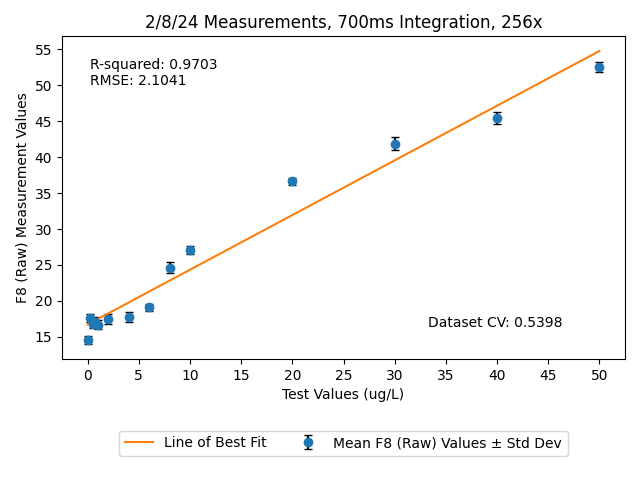 2/8/24 Measurements, 700ms Integration, 256x
R-squared: 0.9703
RMSE: 2.1041
F8 (Raw) Measurement Values
55
50
45
40
35
30
25
20
15
Dataset CV: 0.5398
0 5 10 15 20 25 30 35 40 45 50
Test Values (ug/L)
Line of Best Fit
Mean F8 (Raw) Values ± Std Dev